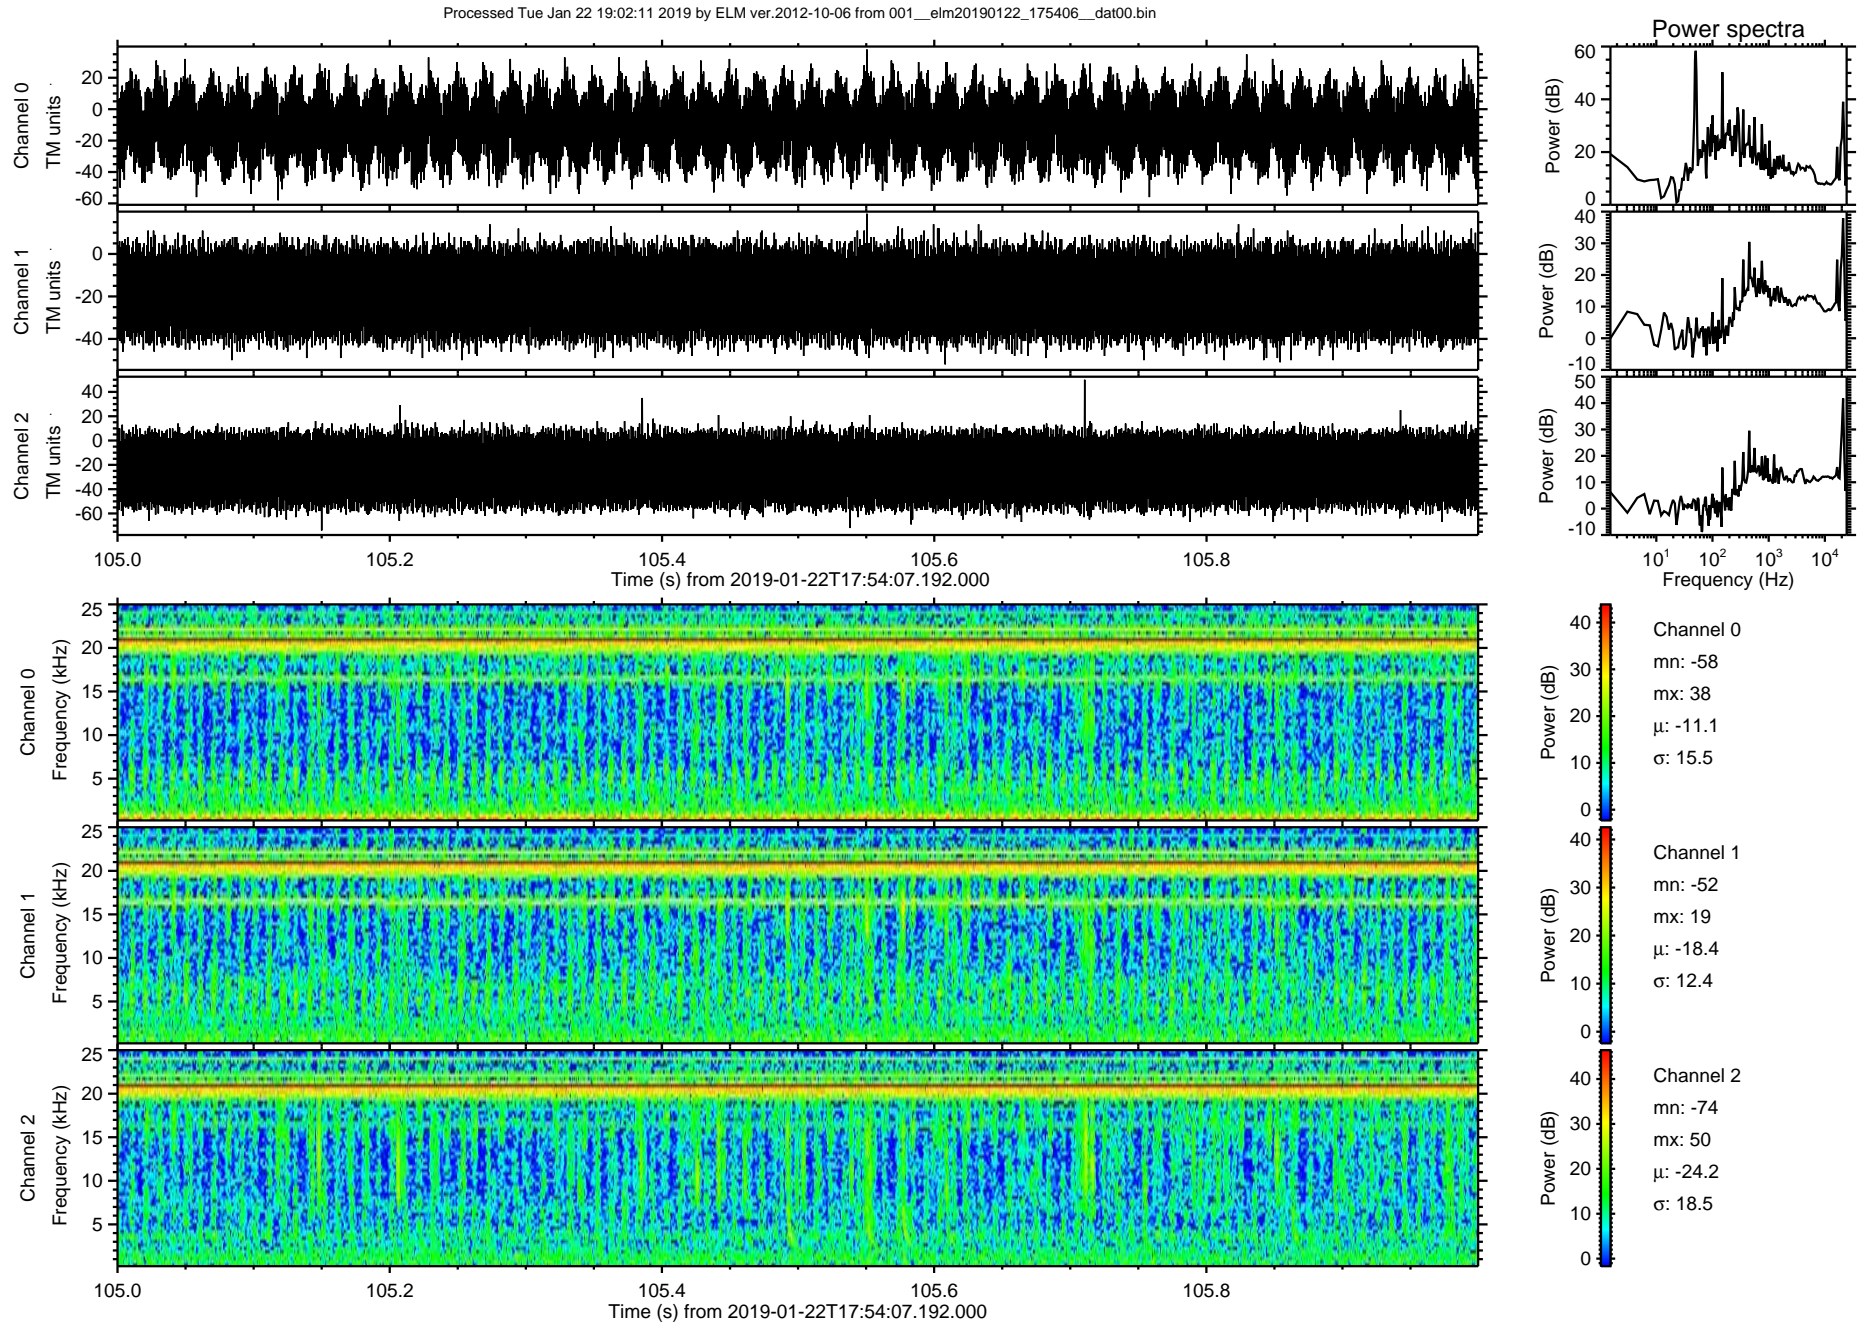 Processed Tue Jan 22 19:02:11 2019 by ELM ver.2012-10-06 from 001__elm20190122_175406__dat00.bin
Power spectra
Channel 0
TM units
20
0
-20
-40
-60
Power (dB)
60
40
20
0
Channel 1
TM units
0
-20
-40
Power (dB)
40
30
20
10
0
-10
Channel 2
TM units
40
20
0
-20
-40
-60
Power (dB)
50
40
30
20
10
0
-10
105.0 105.2 105.4 105.6 105.8
Time (s) from 2019-01-22T17:54:07.192.000
10¹ 10² 10³ 10⁴
Frequency (Hz)
Channel 0
Frequency (kHz)
25
20
15
10
5
Power (dB)
40
30
20
10
0
Channel 0
mn: -58
mx: 38
μ: -11.1
σ: 15.5
Channel 1
Frequency (kHz)
25
20
15
10
5
Power (dB)
40
30
20
10
0
Channel 1
mn: -52
mx: 19
μ: -18.4
σ: 12.4
Channel 2
Frequency (kHz)
25
20
15
10
5
Power (dB)
40
30
20
10
0
Channel 2
mn: -74
mx: 50
μ: -24.2
σ: 18.5
105.0 105.2 105.4 105.6 105.8
Time (s) from 2019-01-22T17:54:07.192.000